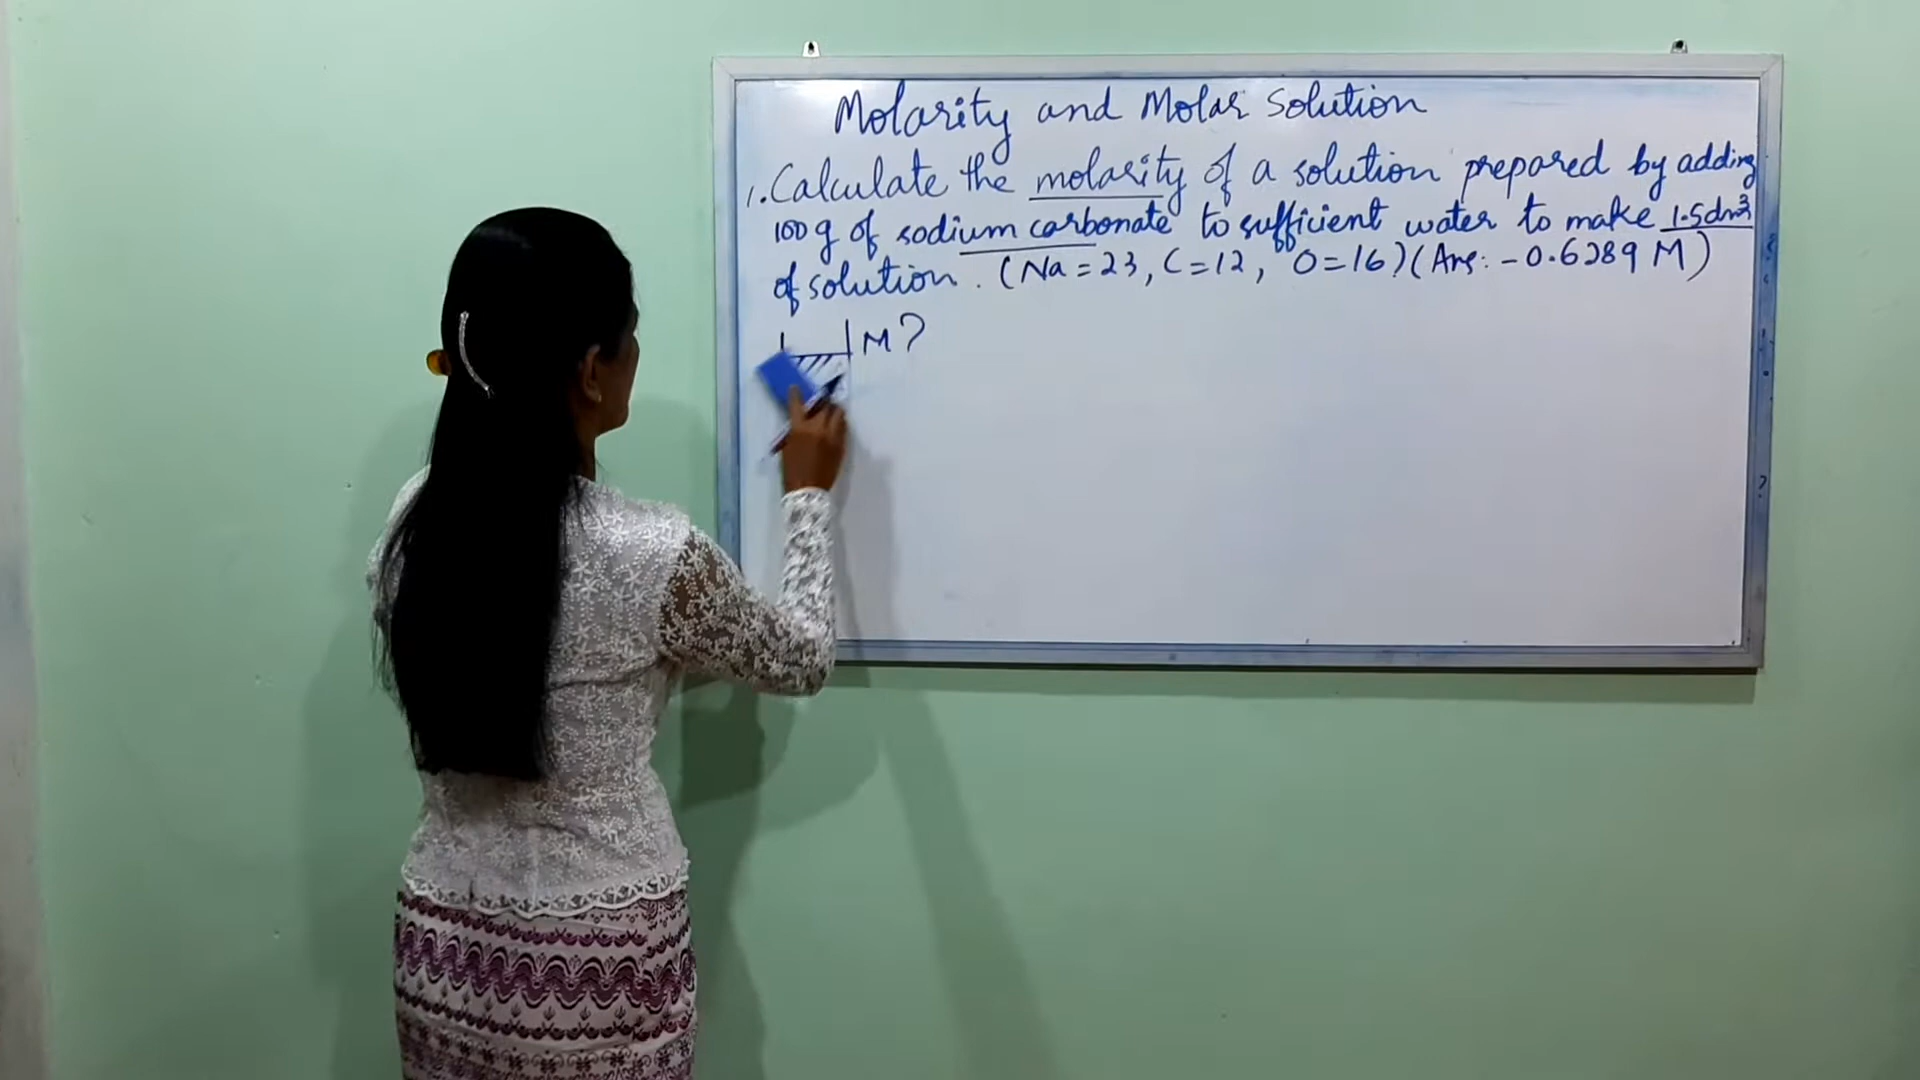 Molarity and Molar Solution
1. Calculate the molarity of a solution prepared by adding
100 g of sodium carbonate to sufficient water to make 1.5dm³
of solution. (Na = 23, C = 12, O = 16) (Ans: - 0.6289 M)
M ?